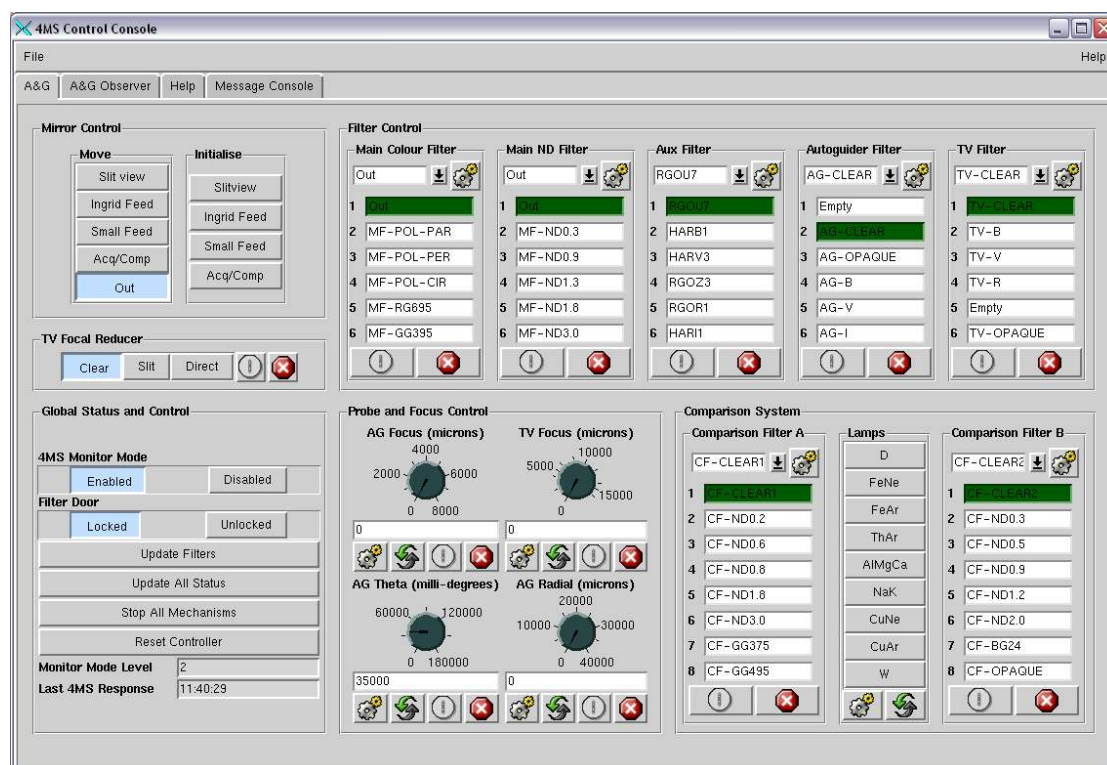 4MS Control Console
File Help
A&G A&G Observer Help Message Console
Mirror Control
Move Initialise
Slit view
Ingrid Feed
Small Feed
Acq/Comp
Out
Slitview
Ingrid Feed
Small Feed
Acq/Comp
TV Focal Reducer
Clear Slit Direct
Filter Control
Main Colour Filter
Out
1 Out
2 MF-POL-PAR
3 MF-POL-PER
4 MF-POL-CIR
5 MF-RG695
6 MF-GG395
Main ND Filter
Out
1 Out
2 MF-ND0.3
3 MF-ND0.9
4 MF-ND1.3
5 MF-ND1.8
6 MF-ND3.0
Aux Filter
RGOU7
1 RGOU7
2 HARB1
3 HARV3
4 RGOZ3
5 RGOR1
6 HARI1
Autoguider Filter
AG-CLEAR
1 Empty
2 AG-CLEAR
3 AG-OPAQUE
4 AG-B
5 AG-V
6 AG-I
TV Filter
TV-CLEAR
1 TV-CLEAR
2 TV-B
3 TV-V
4 TV-R
5 Empty
6 TV-OPAQUE
Global Status and Control
4MS Monitor Mode
Enabled Disabled
Filter Door
Locked Unlocked
Update Filters
Update All Status
Stop All Mechanisms
Reset Controller
Monitor Mode Level 2
Last 4MS Response 11:40:29
Probe and Focus Control
AG Focus (microns)
4000
2000 6000
0 8000
0
TV Focus (microns)
10000
5000
15000
0
0
AG Theta (milli-degrees)
60000 120000
0 180000
35000
AG Radial (microns)
20000
10000 30000
0 40000
0
Comparison System
Comparison Filter A
CF-CLEAR1
1 CF-CLEAR1
2 CF-ND0.2
3 CF-ND0.6
4 CF-ND0.8
5 CF-ND1.8
6 CF-ND3.0
7 CF-GG375
8 CF-GG495
Lamps
D
FeNe
FeAr
ThAr
AlMgCa
NaK
CuNe
CuAr
W
Comparison Filter B
CF-CLEAR2
1 CF-CLEAR2
2 CF-ND0.3
3 CF-ND0.5
4 CF-ND0.9
5 CF-ND1.2
6 CF-ND2.0
7 CF-BG24
8 CF-OPAQUE